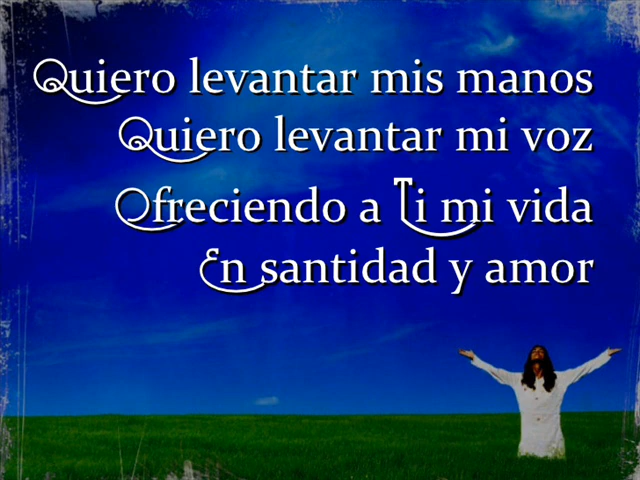 Quiero levantar mis manos
Quiero levantar mi voz
Ofreciendo a Ti mi vida
En santidad y amor